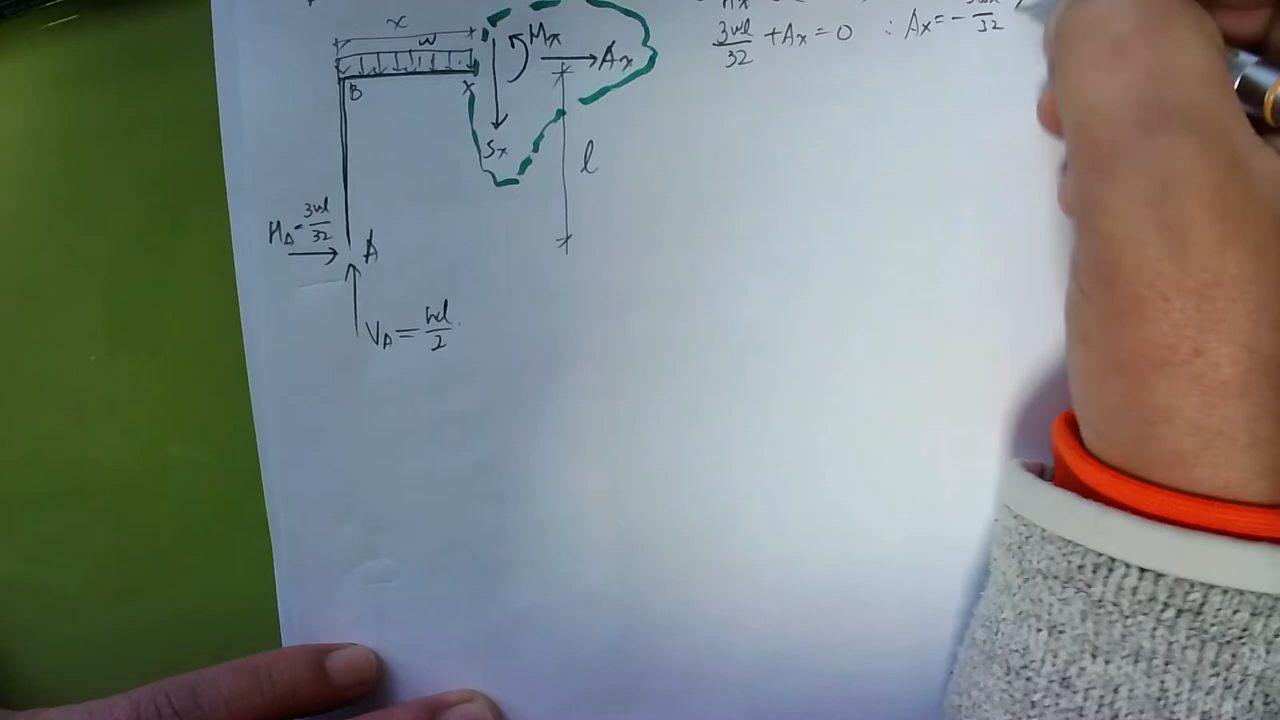 x
w
Mx
Ax
B
x
Sx
l
HA = 3wl/32
A
VA = wl/2
3wl/32 + Ax = 0 ∴ Ax = -
32